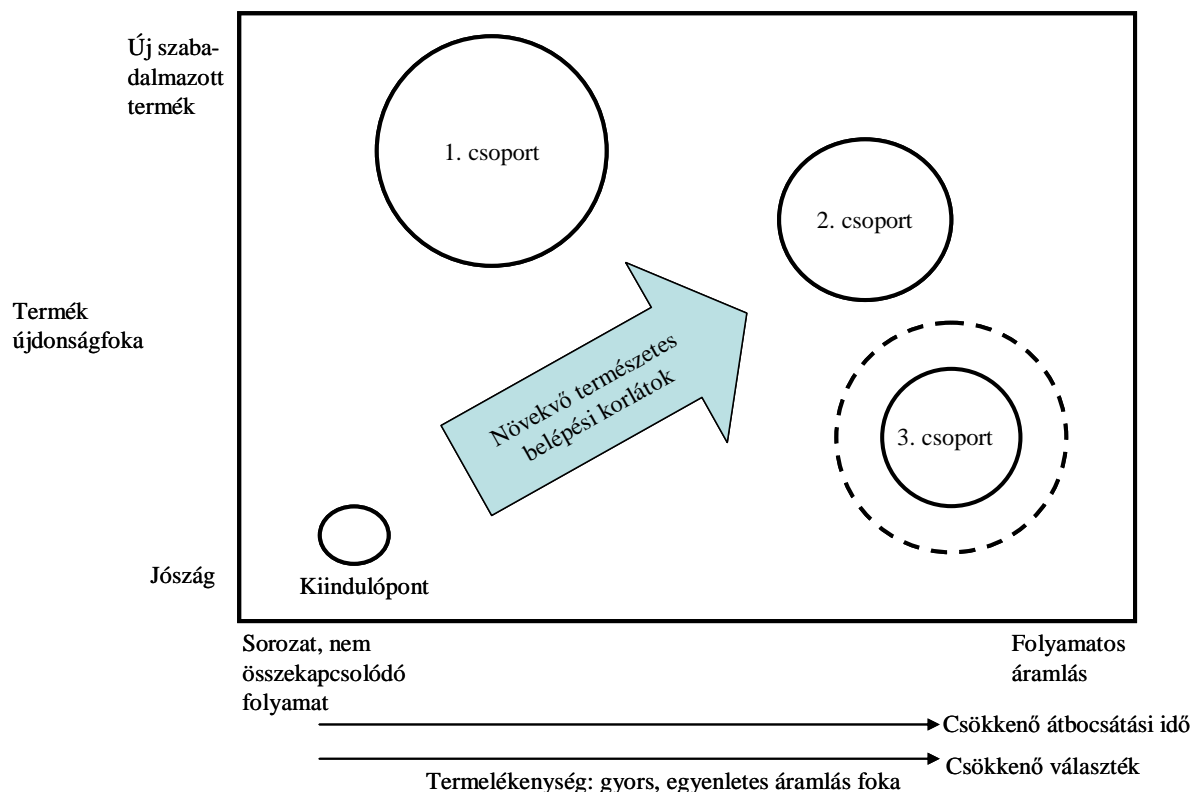 Új szaba-
dalmazott
termék
1. csoport
2. csoport
Termék
újdonságfoka
Növekvő természetes
belépési korlátok
3. csoport
Jószág
Kiindulópont
Sorozat, nem
összekapcsolódó
folyamat
Folyamatos
áramlás
Csökkenő átbocsátási idő
Csökkenő választék
Termelékenység: gyors, egyenletes áramlás foka